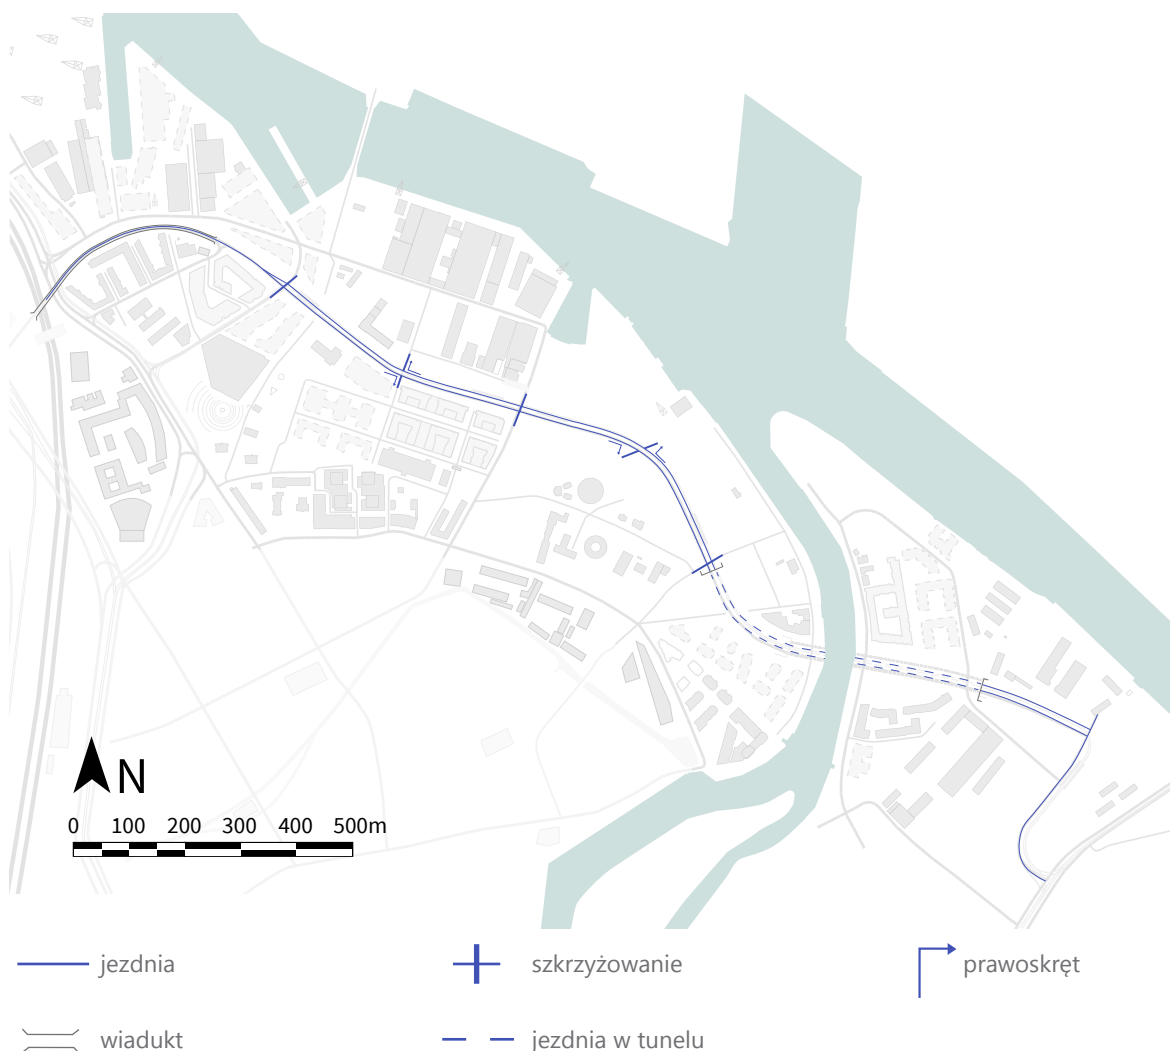 N
0 100 200 300 400 500m
jezdnia
szkrzyżowanie
prawoskręt
wiadukt
jezdnia w tunelu